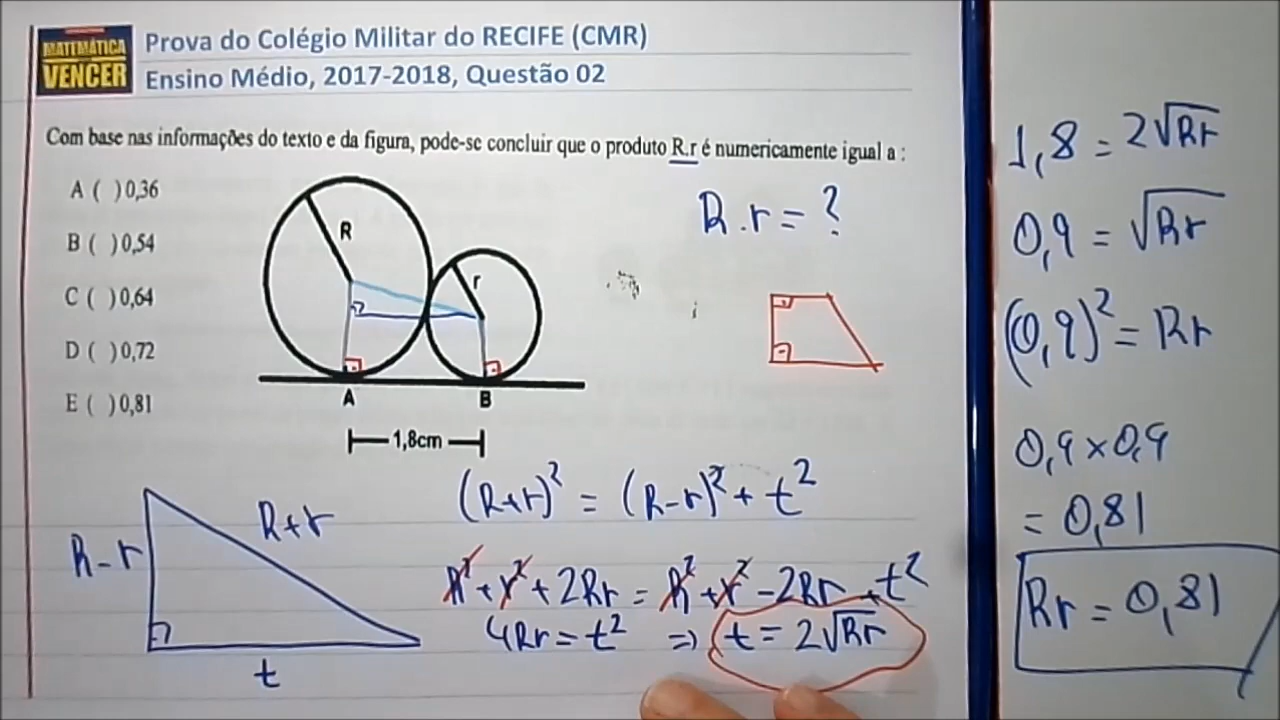 MATEMÁTICA
VENCER
Prova do Colégio Militar do RECIFE (CMR)
Ensino Médio, 2017-2018, Questão 02
Com base nas informações do texto e da figura, pode-se concluir que o produto R.r é numericamente igual a :
A ( ) 0,36
B ( ) 0,54
C ( ) 0,64
D ( ) 0,72
E ( ) 0,81
R
r
A
B
1,8cm
R.r = ?
R-r
R+r
t
(R+r)² = (R-r)² + t²
R² + r² + 2Rr = R² + r² - 2Rr + t²
4Rr = t² ⇒ t = 2√Rr
1,8 = 2√Rr
0,9 = √Rr
(0,9)² = Rr
0,9 × 0,9
= 0,81
Rr = 0,81